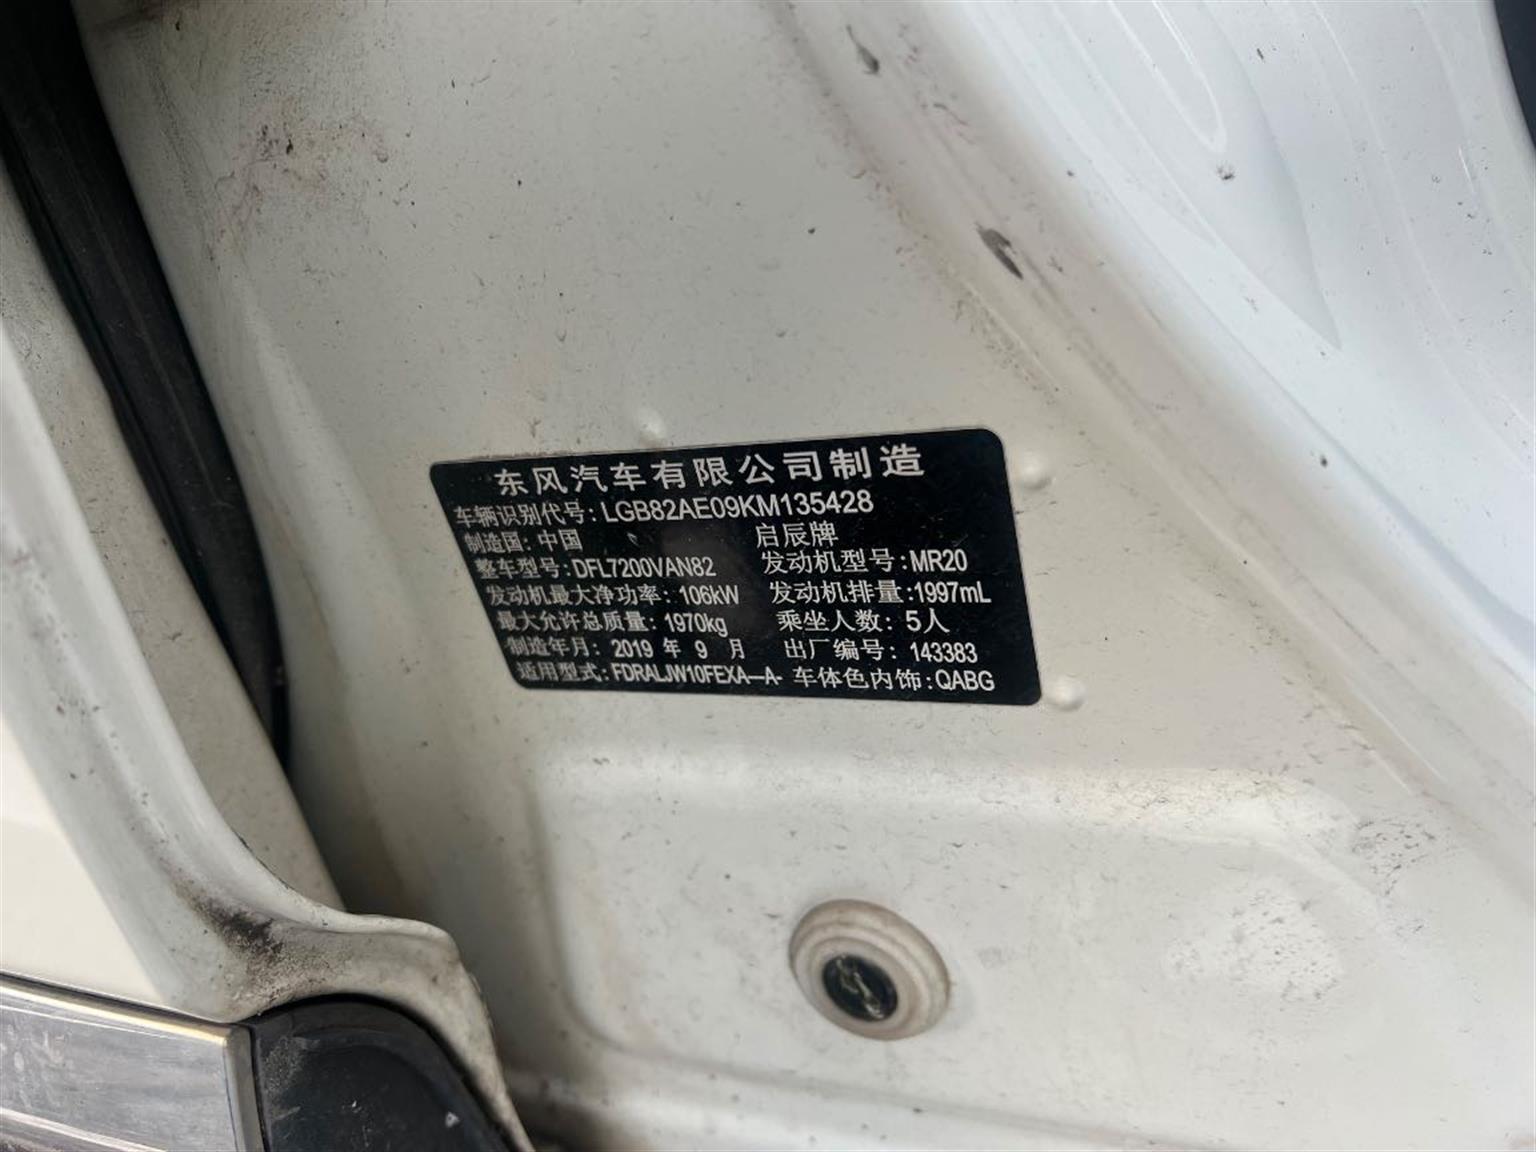 东风汽车有限公司制造
车辆识别代号: LGB82AE09KM135428
制造国: 中国 启辰牌
整车型号: DFL7200VAN82 发动机型号: MR20
发动机最大净功率: 106kW 发动机排量: 1997mL
最大允许总质量: 1970kg 乘坐人数: 5人
制造年月: 2019 年 9 月 出厂编号: 143383
适用型式: FDRALJW10FEXA—A- 车体色内饰: QABG